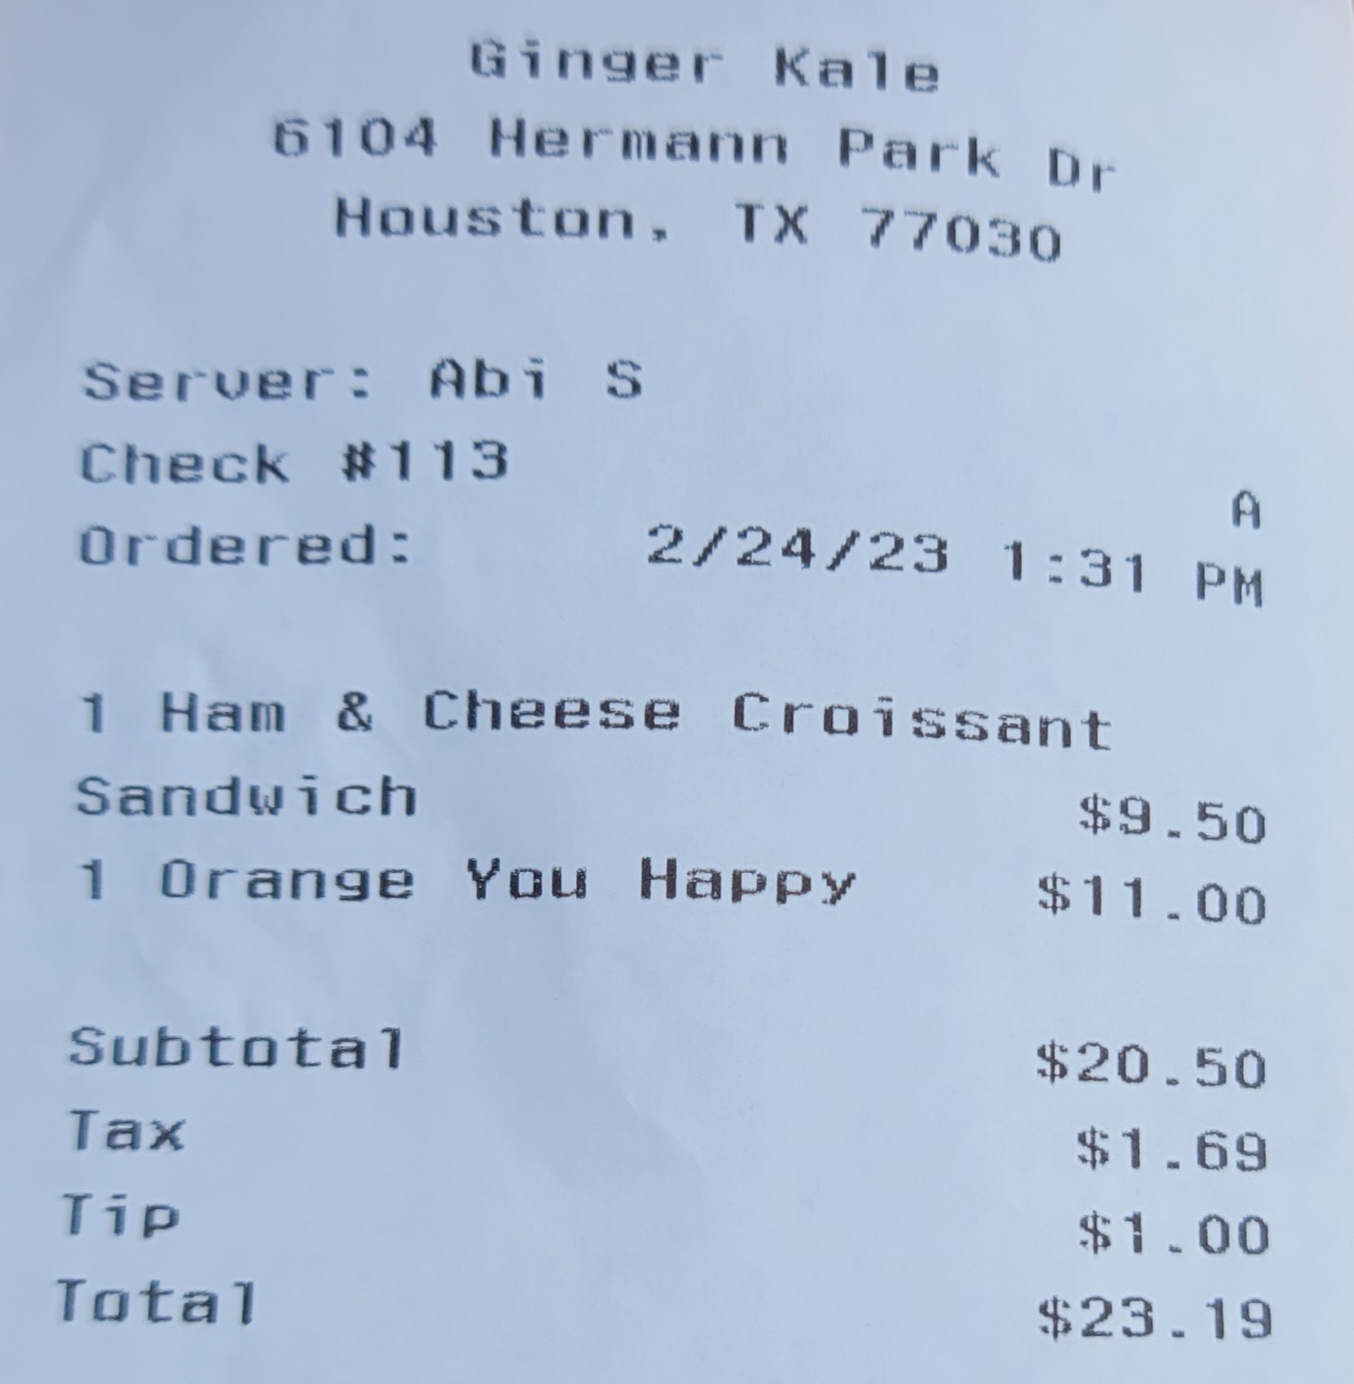 Ginger Kale
6104 Hermann Park Dr
Houston, TX 77030
Server: Abi S
Check #113
A
Ordered: 2/24/23 1:31 PM
1 Ham & Cheese Croissant
Sandwich $9.50
1 Orange You Happy $11.00
Subtotal $20.50
Tax $1.69
Tip $1.00
Total $23.19